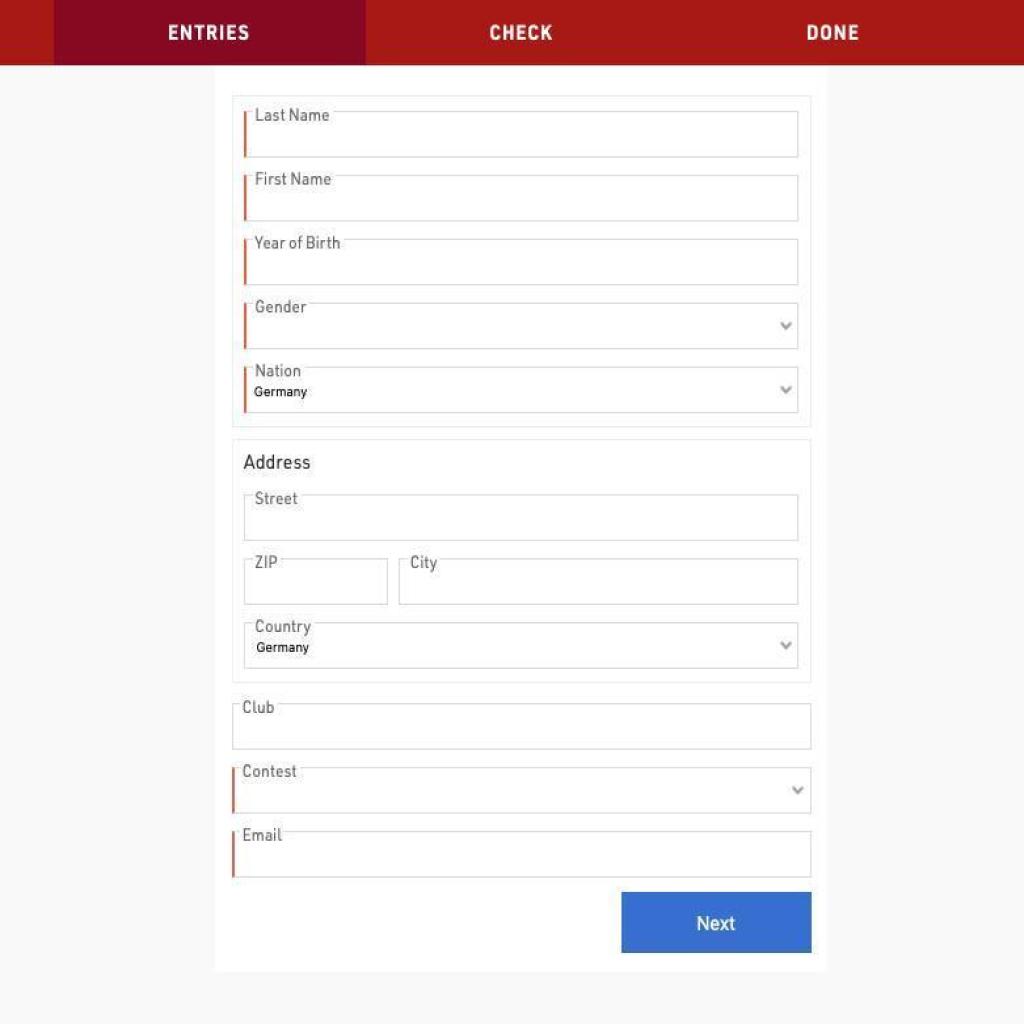 ENTRIES CHECK DONE
Last Name
First Name
Year of Birth
Gender
Nation
Germany
Address
Street
ZIP City
Country
Germany
Club
Contest
Email
Next